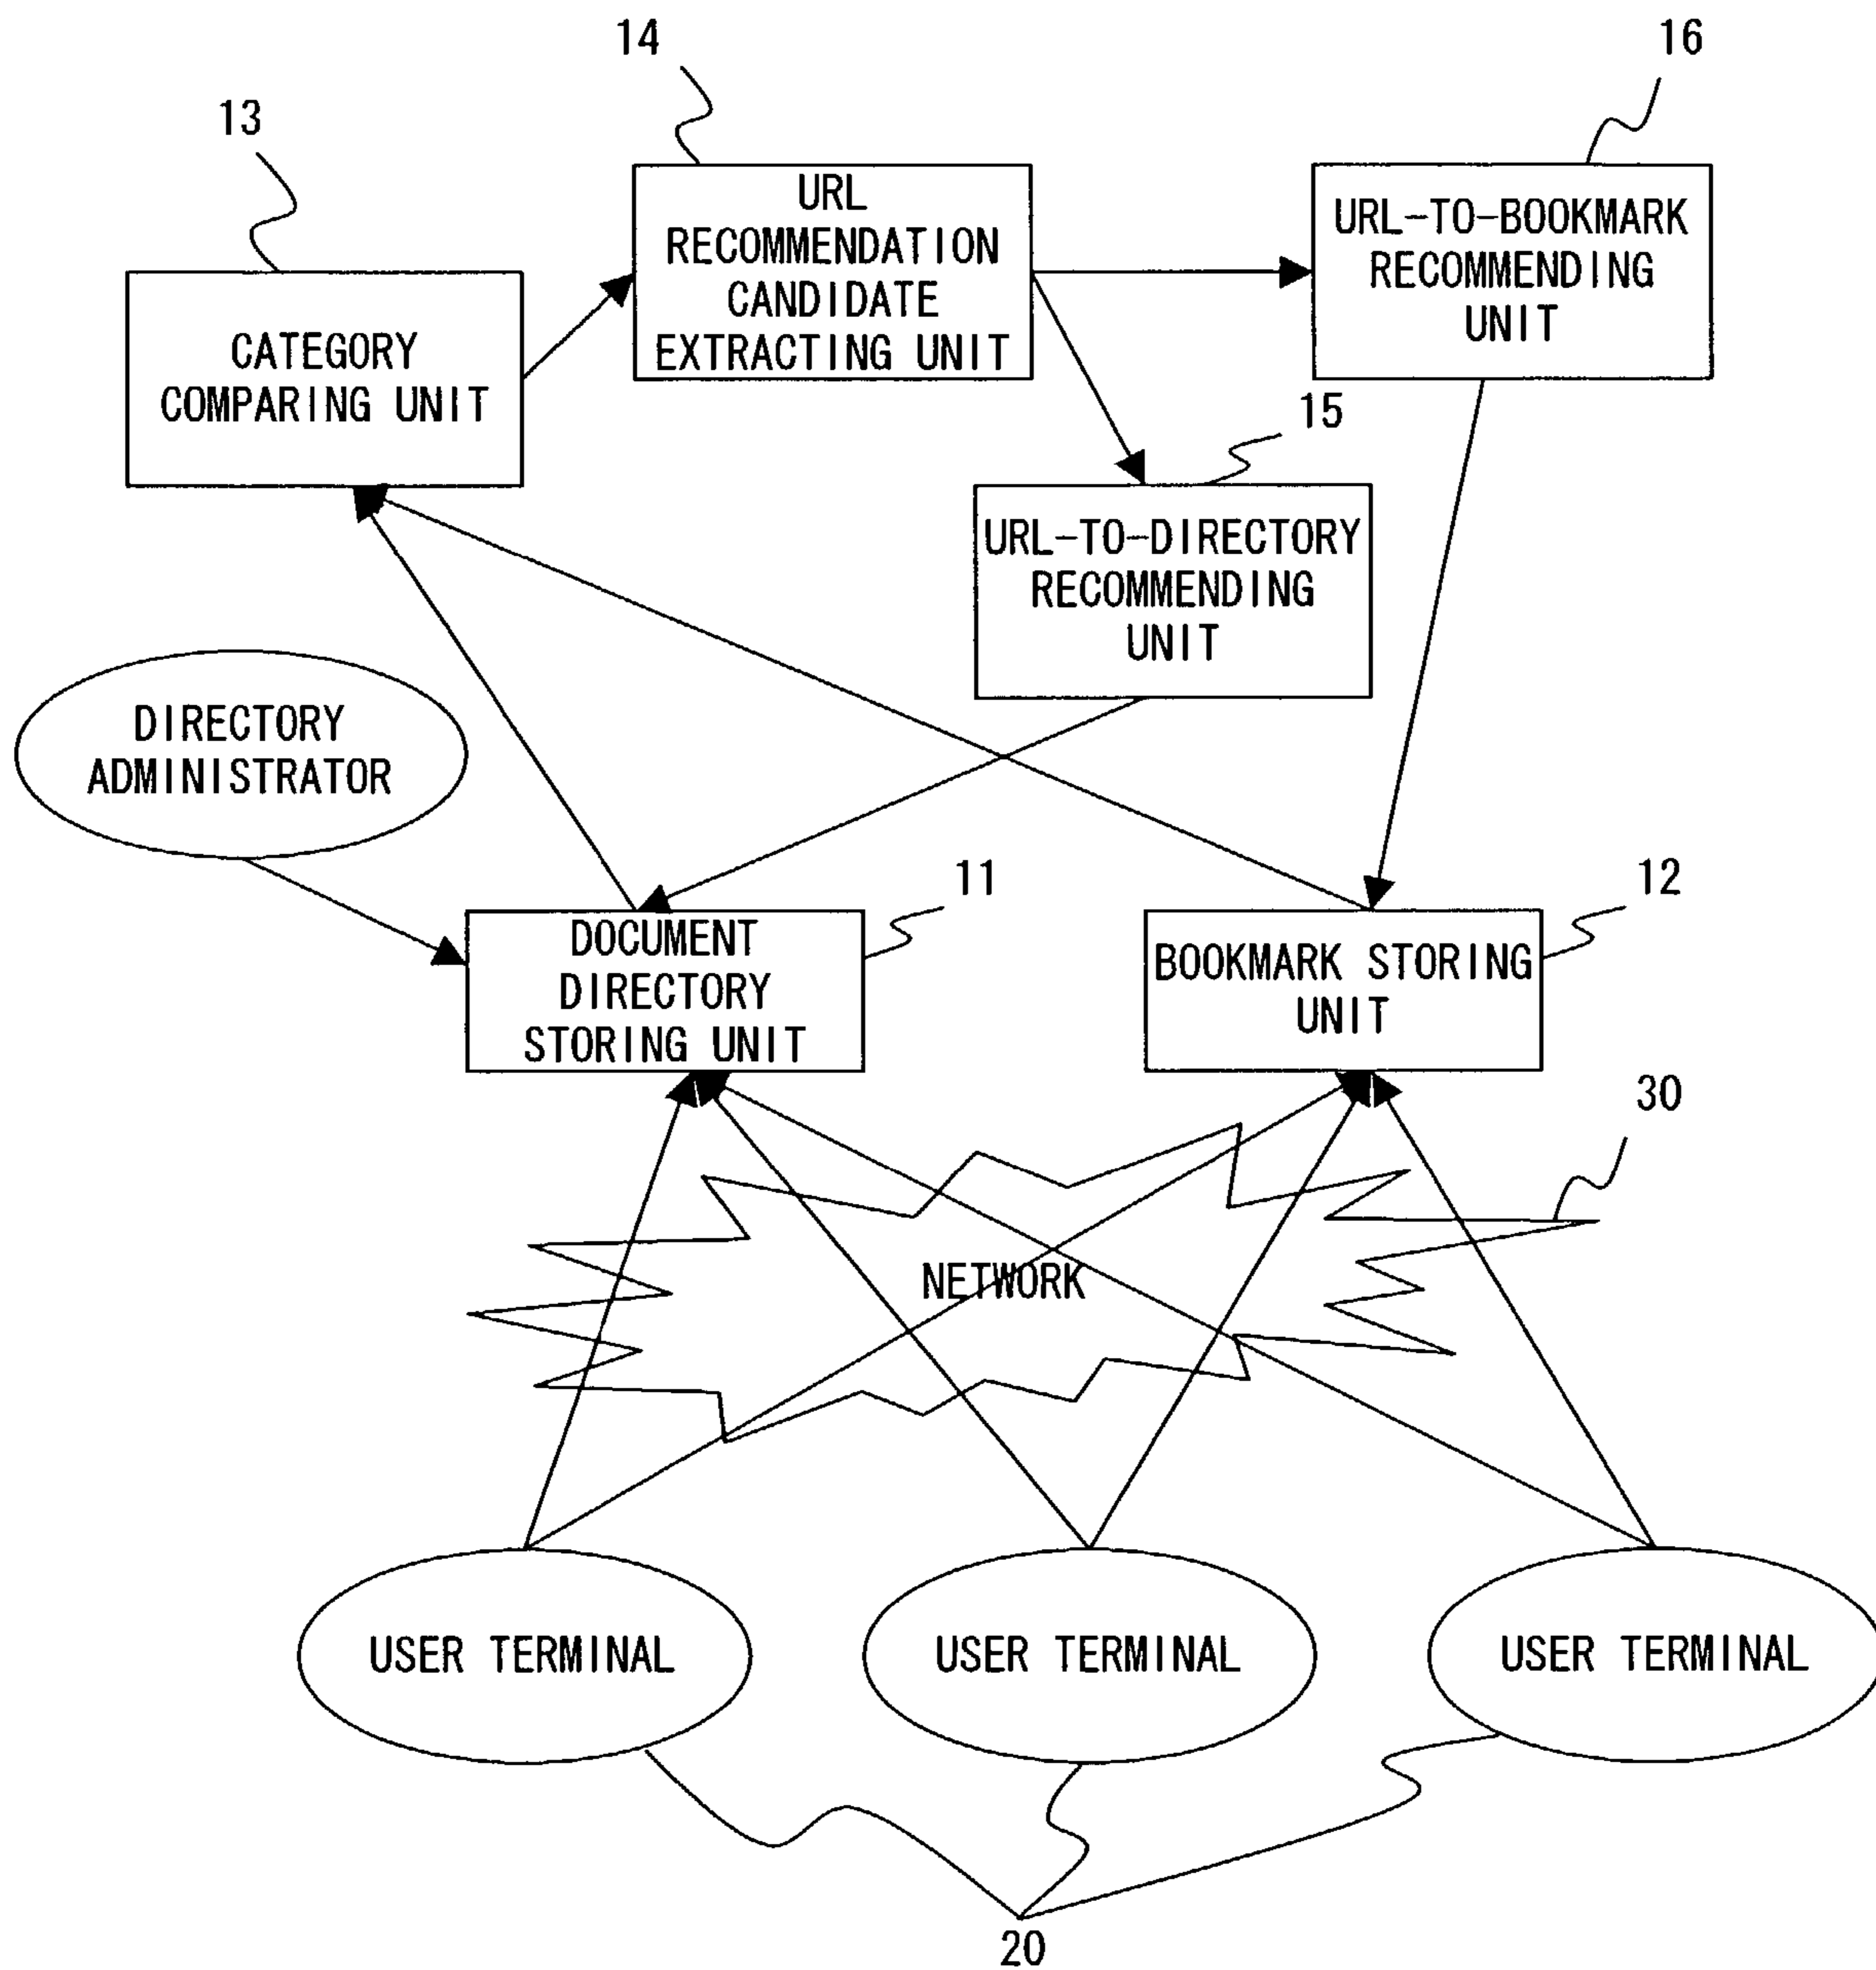 14
16
13
URL
RECOMMENDATION
CANDIDATE
EXTRACTING UNIT
URL-TO-BOOKMARK
RECOMMENDING
UNIT
CATEGORY
COMPARING UNIT
15
URL-TO-DIRECTORY
RECOMMENDING
UNIT
DIRECTORY
ADMINISTRATOR
11
12
DOCUMENT
DIRECTORY
STORING UNIT
BOOKMARK STORING
UNIT
30
NETWORK
USER TERMINAL
USER TERMINAL
USER TERMINAL
20